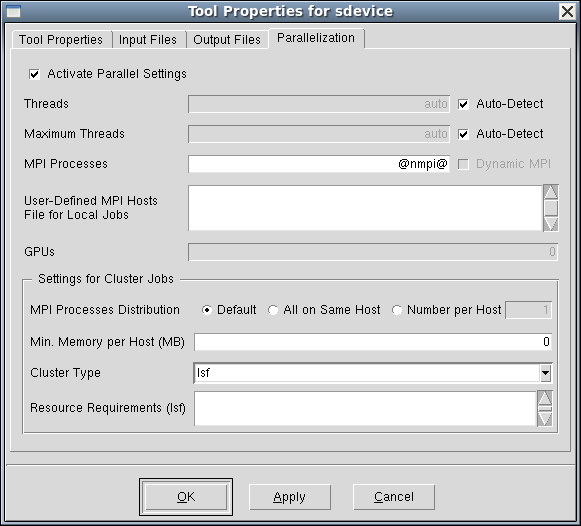 Tool Properties for sdevice
Tool Properties Input Files Output Files Parallelization
Activate Parallel Settings
Threads auto Auto-Detect
Maximum Threads auto Auto-Detect
MPI Processes @nmpi@ Dynamic MPI
User-Defined MPI Hosts
File for Local Jobs
GPUs 0
Settings for Cluster Jobs
MPI Processes Distribution Default All on Same Host Number per Host 1
Min. Memory per Host (MB) 0
Cluster Type lsf
Resource Requirements (lsf)
OK Apply Cancel